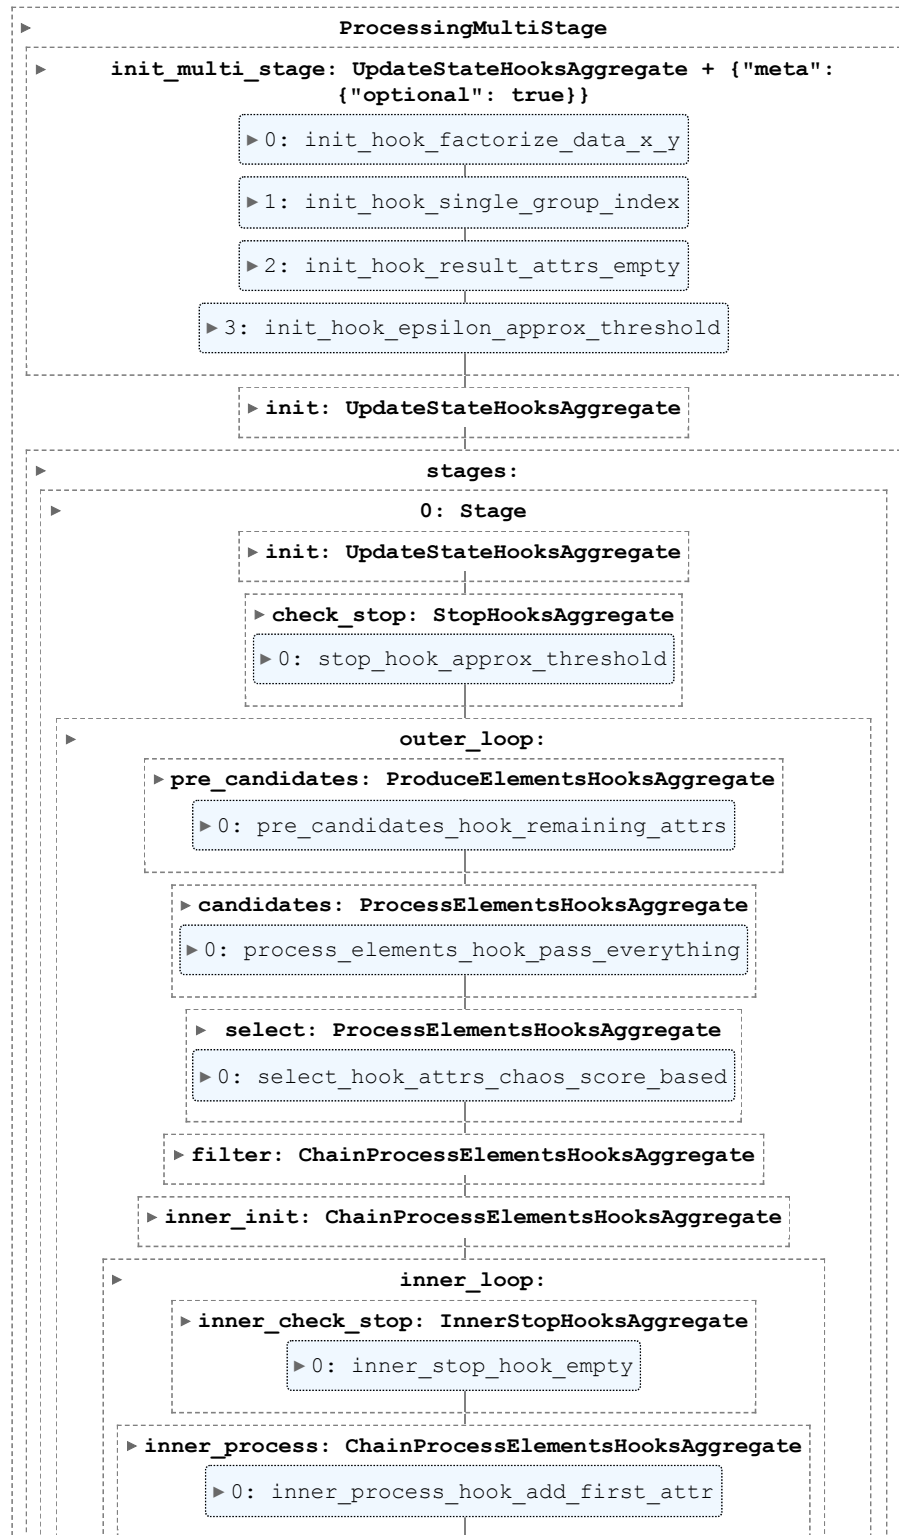 ProcessingMultiStage
init_multi_stage: UpdateStateHooksAggregate + {"meta":
{"optional": true}}
0: init_hook_factorize_data_x_y
1: init_hook_single_group_index
2: init_hook_result_attrs_empty
3: init_hook_epsilon_approx_threshold
init: UpdateStateHooksAggregate
stages:
0: Stage
init: UpdateStateHooksAggregate
check_stop: StopHooksAggregate
0: stop_hook_approx_threshold
outer_loop:
pre_candidates: ProduceElementsHooksAggregate
0: pre_candidates_hook_remaining_attrs
candidates: ProcessElementsHooksAggregate
0: process_elements_hook_pass_everything
select: ProcessElementsHooksAggregate
0: select_hook_attrs_chaos_score_based
filter: ChainProcessElementsHooksAggregate
inner_init: ChainProcessElementsHooksAggregate
inner_loop:
inner_check_stop: InnerStopHooksAggregate
0: inner_stop_hook_empty
inner_process: ChainProcessElementsHooksAggregate
0: inner_process_hook_add_first_attr